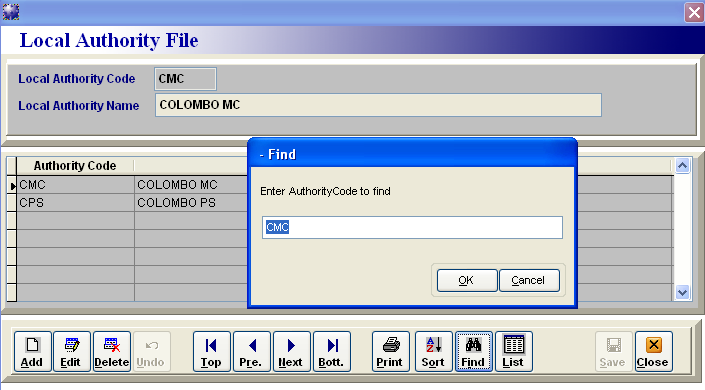 Local Authority File
Local Authority Code CMC
Local Authority Name COLOMBO MC
Authority Code
CMC COLOMBO MC
CPS COLOMBO PS
- Find
Enter AuthorityCode to find
CMC
OK Cancel
Add Edit Delete Undo Top Pre. Next Bott. Print Sort Find List Save Close